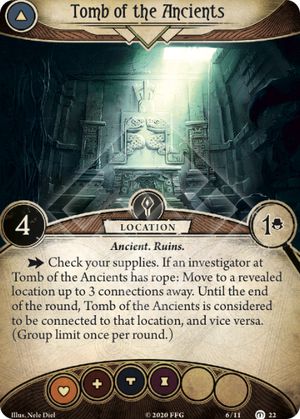 Tomb of the Ancients
4
LOCATION
1
Ancient. Ruins.
Check your supplies. If an investigator at
Tomb of the Ancients has rope: Move to a revealed
location up to 3 connections away. Until the end
of the round, Tomb of the Ancients is considered
to be connected to that location, and vice versa.
(Group limit once per round.)
Illus. Nele Diel
© 2020 FFG
6/11
22